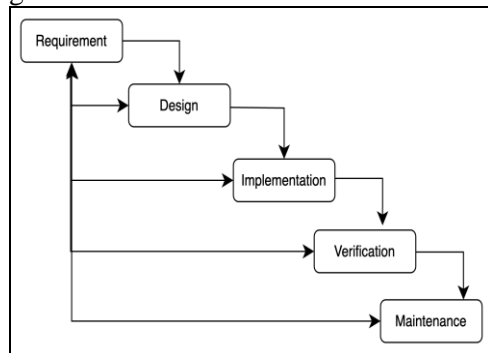 Requirement
Design
Implementation
Verification
Maintenance